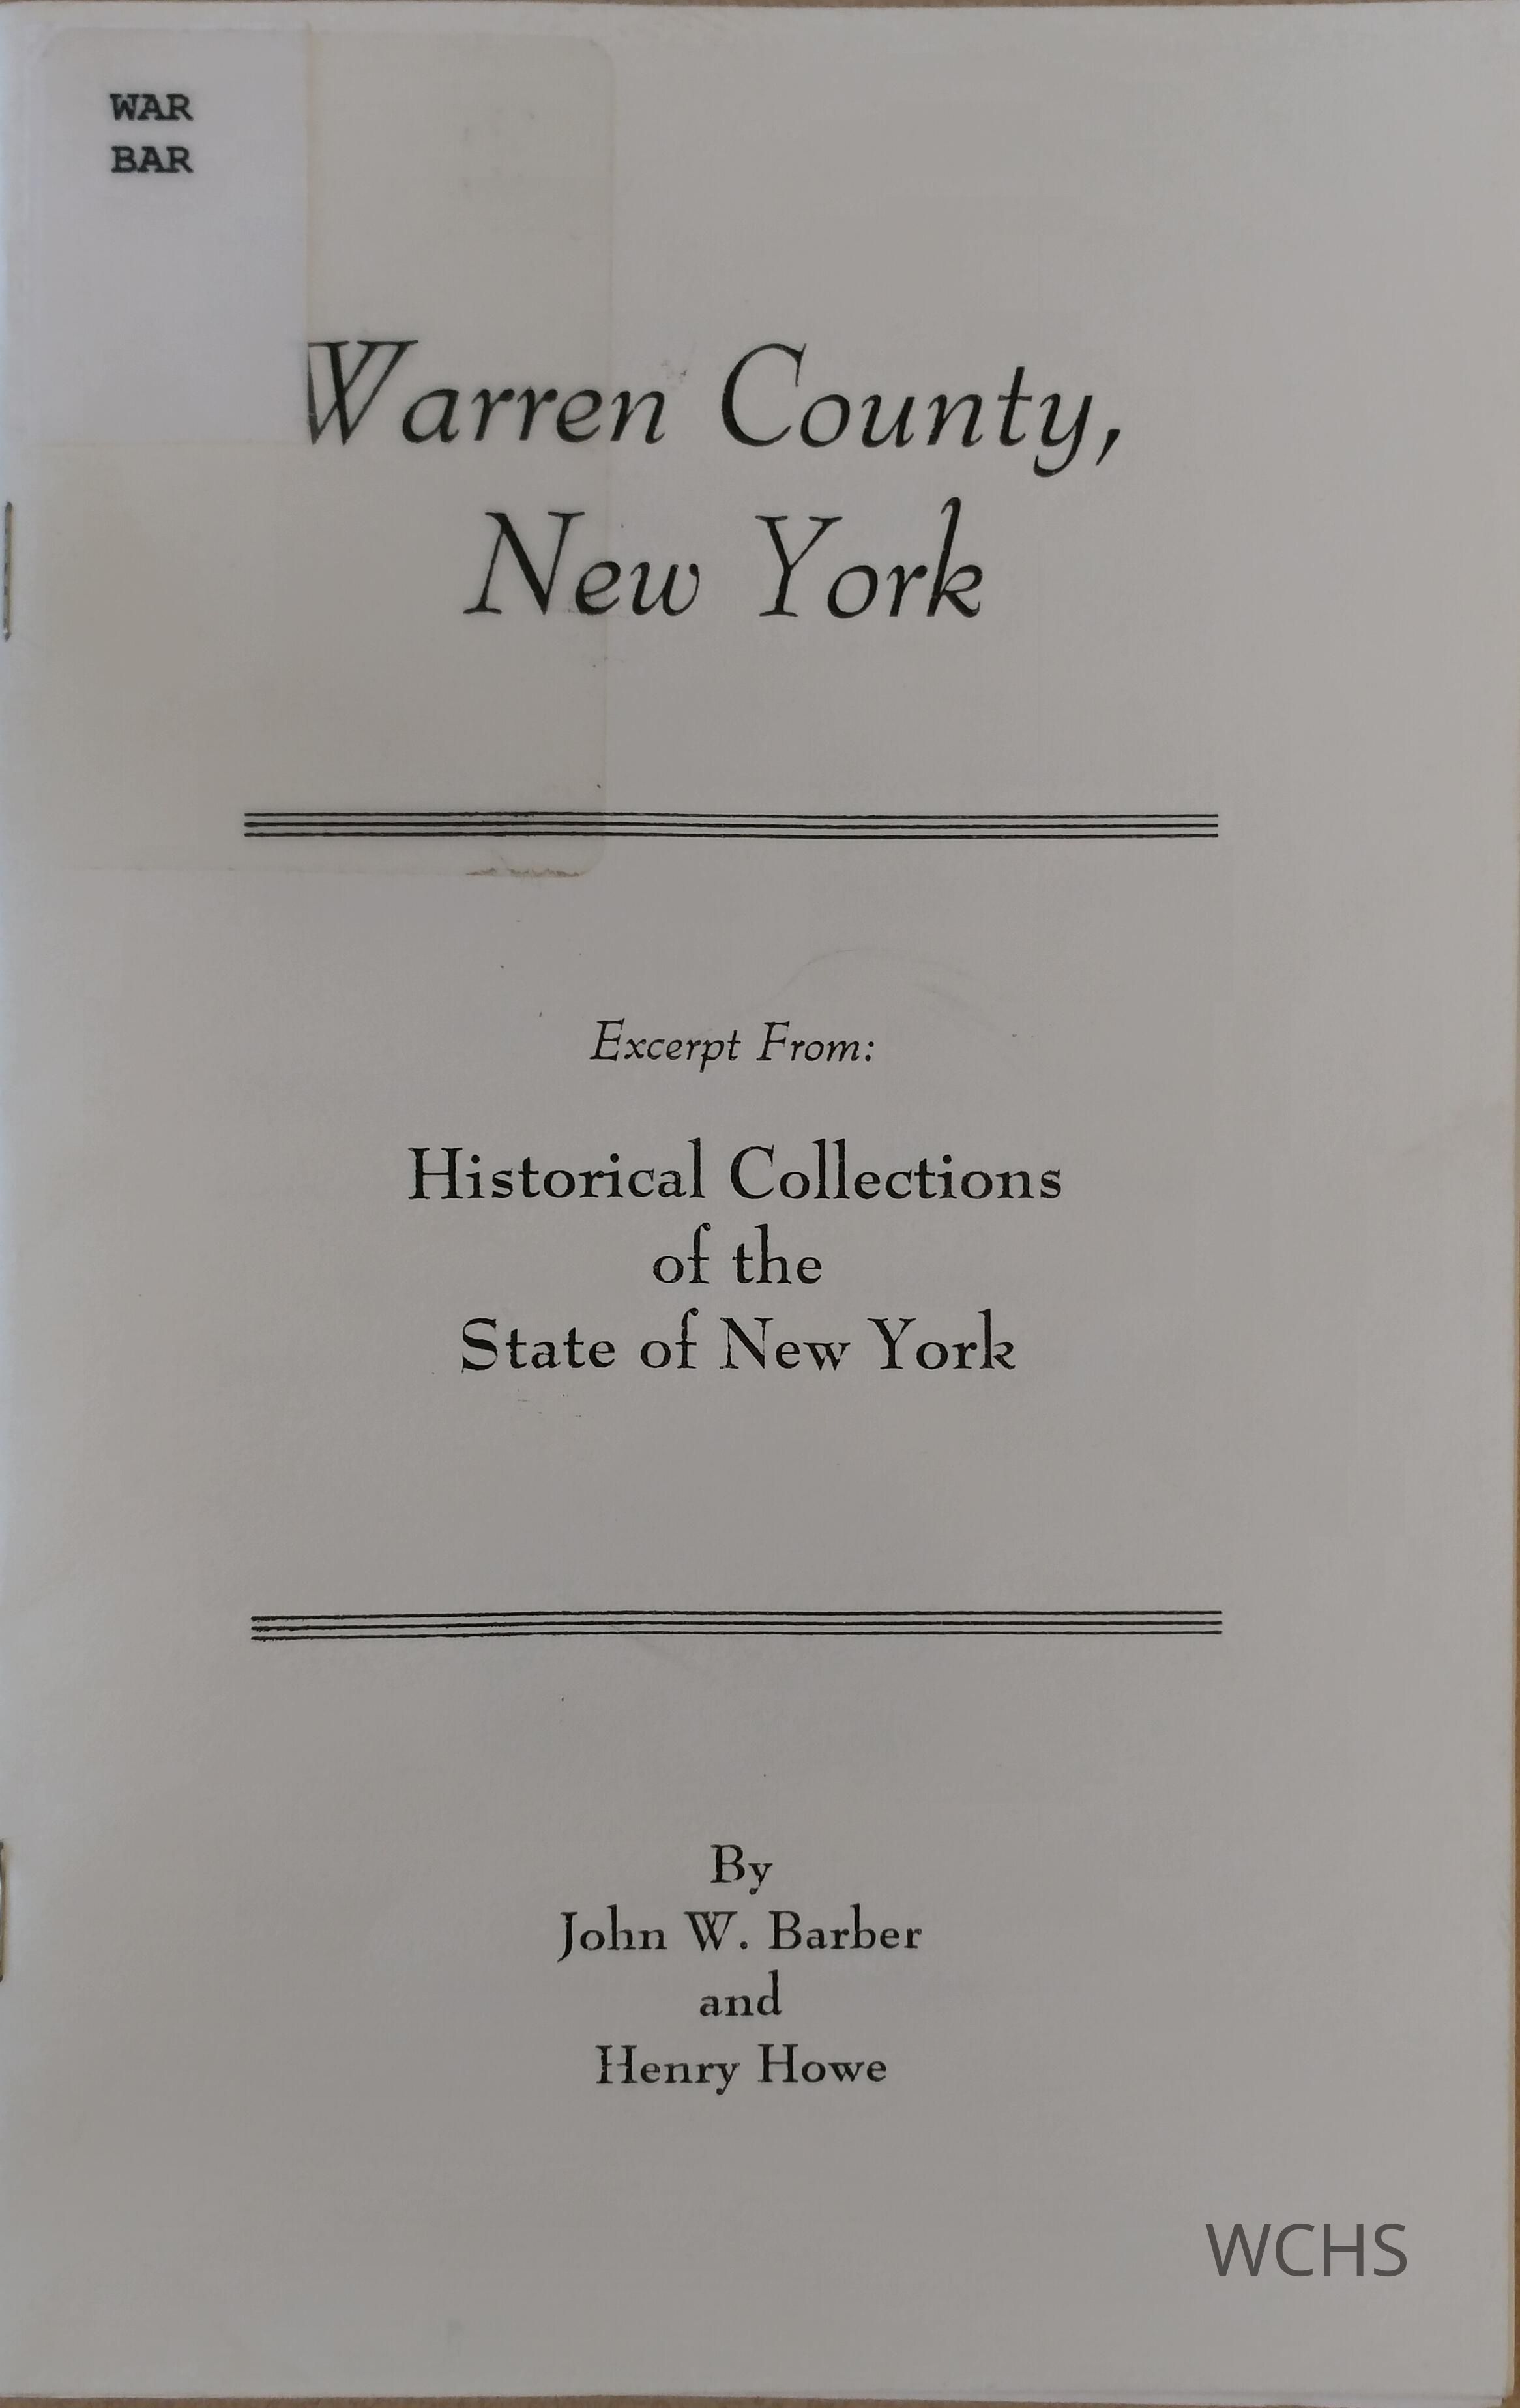 WAR
BAR
Warren County,
New York
Excerpt From:
Historical Collections
of the
State of New York
By
John W. Barber
and
Henry Howe
WCHS